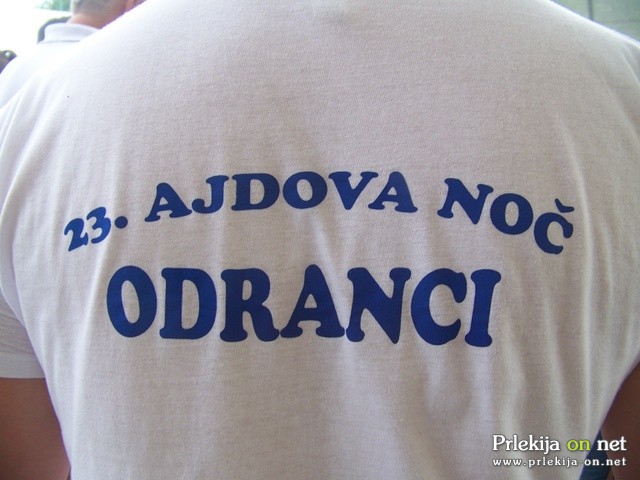 23. AJDOVA NOČ
ODRANCI
Prlekija on net
www.prlekija-on.net